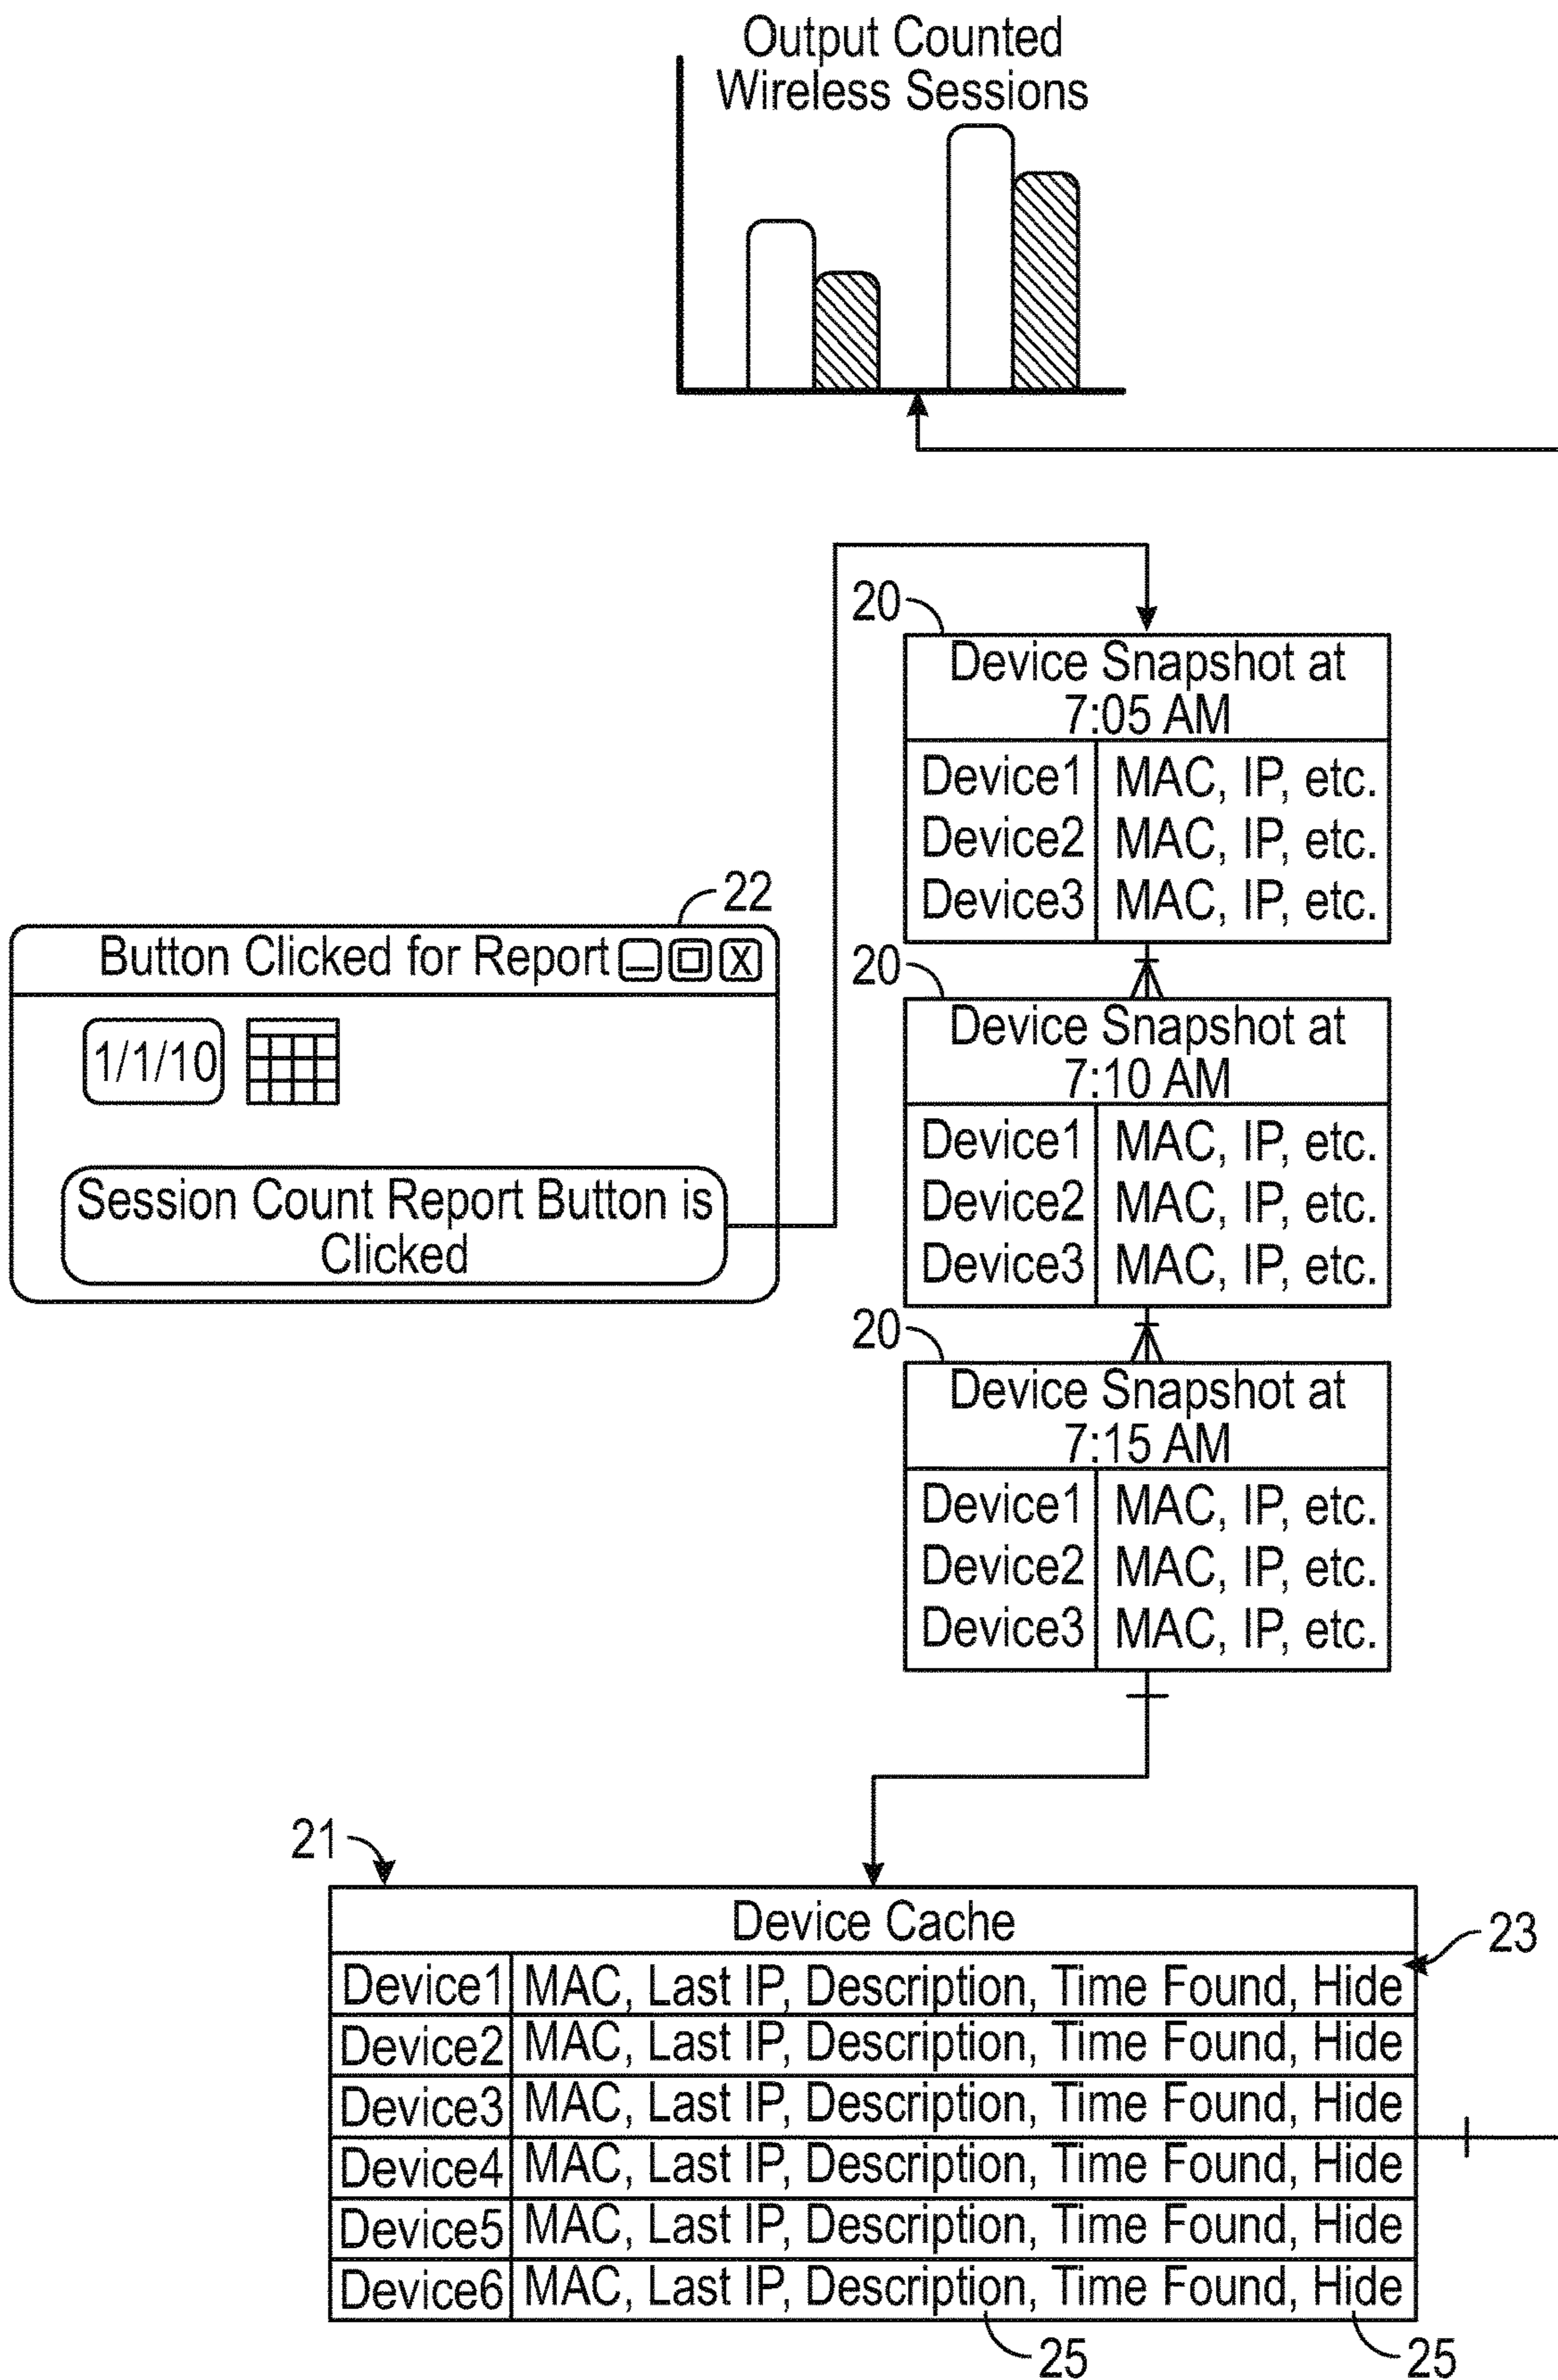 Output Counted
Wireless Sessions
20
Device Snapshot at
7:05 AM
Device1 MAC, IP, etc.
Device2 MAC, IP, etc.
Device3 MAC, IP, etc.
22
Button Clicked for Report X
1/1/10
Session Count Report Button is
Clicked
20
Device Snapshot at
7:10 AM
Device1 MAC, IP, etc.
Device2 MAC, IP, etc.
Device3 MAC, IP, etc.
20
Device Snapshot at
7:15 AM
Device1 MAC, IP, etc.
Device2 MAC, IP, etc.
Device3 MAC, IP, etc.
21
Device Cache
23
Device1 MAC, Last IP, Description, Time Found, Hide
Device2 MAC, Last IP, Description, Time Found, Hide
Device3 MAC, Last IP, Description, Time Found, Hide
Device4 MAC, Last IP, Description, Time Found, Hide
Device5 MAC, Last IP, Description, Time Found, Hide
Device6 MAC, Last IP, Description, Time Found, Hide
25 25